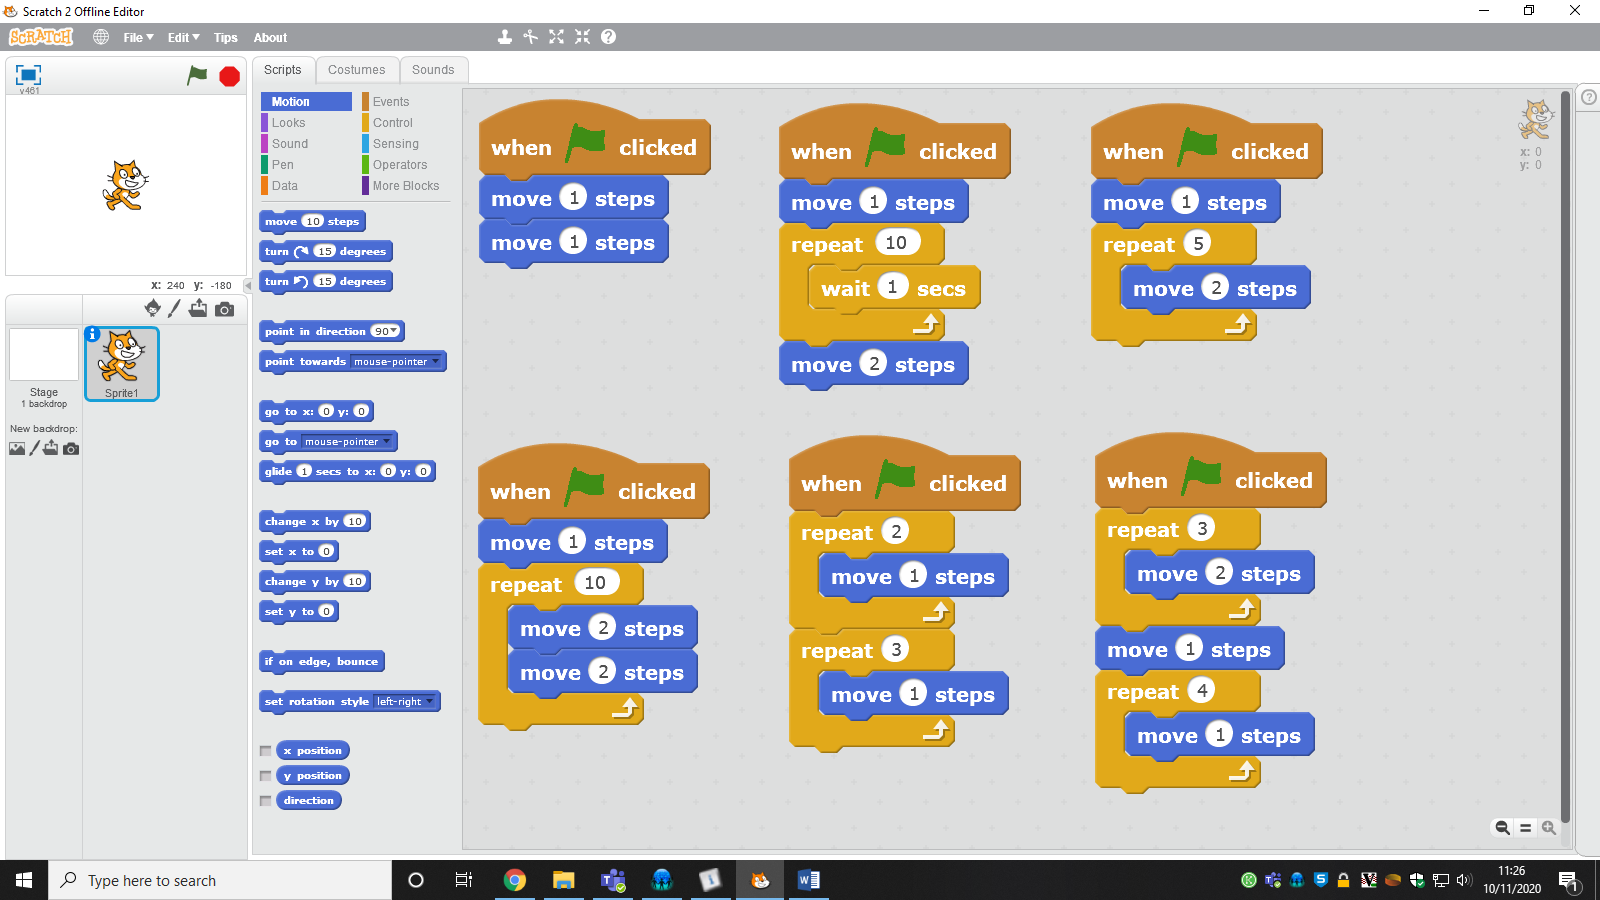 Scratch 2 Offline Editor
SCRATCH File Edit Tips About
v461
Scripts Costumes Sounds
Motion Events
Looks Control
Sound Sensing
Pen Operators
Data More Blocks
x: 240 y: -180
Sprite1
Stage
1 backdrop
New backdrop:
move 10 steps
turn 15 degrees
turn 15 degrees
point in direction 90
point towards mouse-pointer
go to x: 0 y: 0
go to mouse-pointer
glide 1 secs to x: 0 y: 0
change x by 10
set x to 0
change y by 10
set y to 0
if on edge, bounce
set rotation style left-right
x position
y position
direction
when clicked
move 1 steps
move 1 steps
when clicked
move 1 steps
repeat 10
wait 1 secs
move 2 steps
when clicked
move 1 steps
repeat 5
move 2 steps
x: 0
y: 0
when clicked
move 1 steps
repeat 10
move 2 steps
move 2 steps
when clicked
repeat 2
move 1 steps
repeat 3
move 1 steps
when clicked
repeat 3
move 2 steps
move 1 steps
repeat 4
move 1 steps
Type here to search
11:26
10/11/2020
1